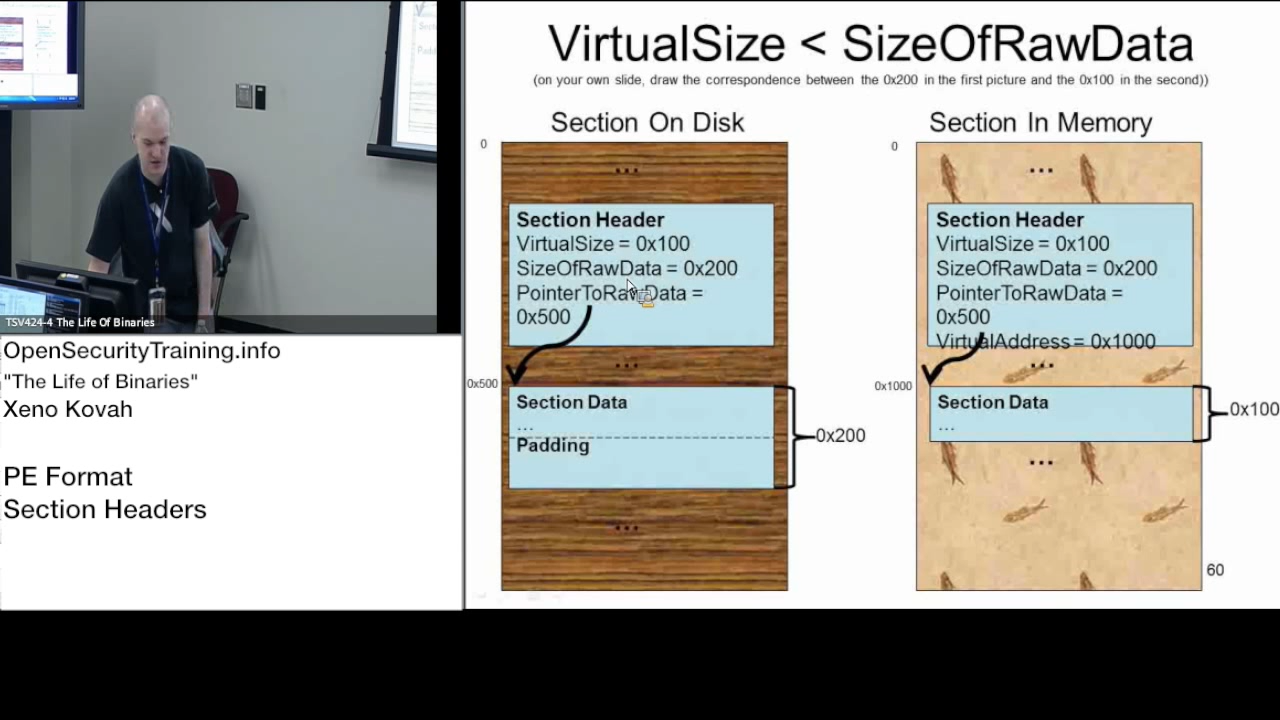 TSV424-4 The Life Of Binaries
OpenSecurityTraining.info
"The Life of Binaries"
Xeno Kovah
PE Format
Section Headers
VirtualSize < SizeOfRawData
(on your own slide, draw the correspondence between the 0x200 in the first picture and the 0x100 in the second))
Section On Disk
0
...
Section Header
VirtualSize = 0x100
SizeOfRawData = 0x200
PointerToRawData =
0x500
...
0x500
Section Data
...
Padding
0x200
...
Section In Memory
0
...
Section Header
VirtualSize = 0x100
SizeOfRawData = 0x200
PointerToRawData =
0x500
VirtualAddress = 0x1000
...
0x1000
Section Data
...
0x100
...
60